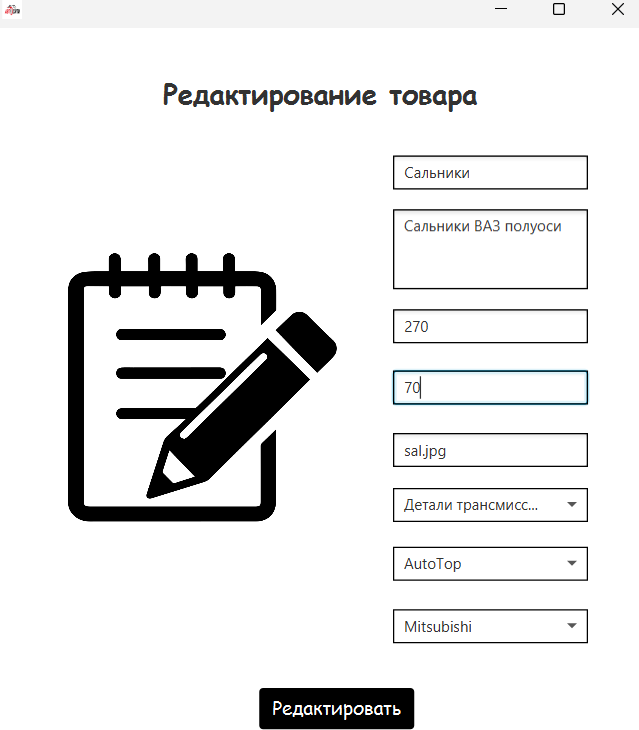 Редактирование товара
Сальники
Сальники ВАЗ полуоси
270
70
sal.jpg
Детали трансмисс...
AutoTop
Mitsubishi
Редактировать